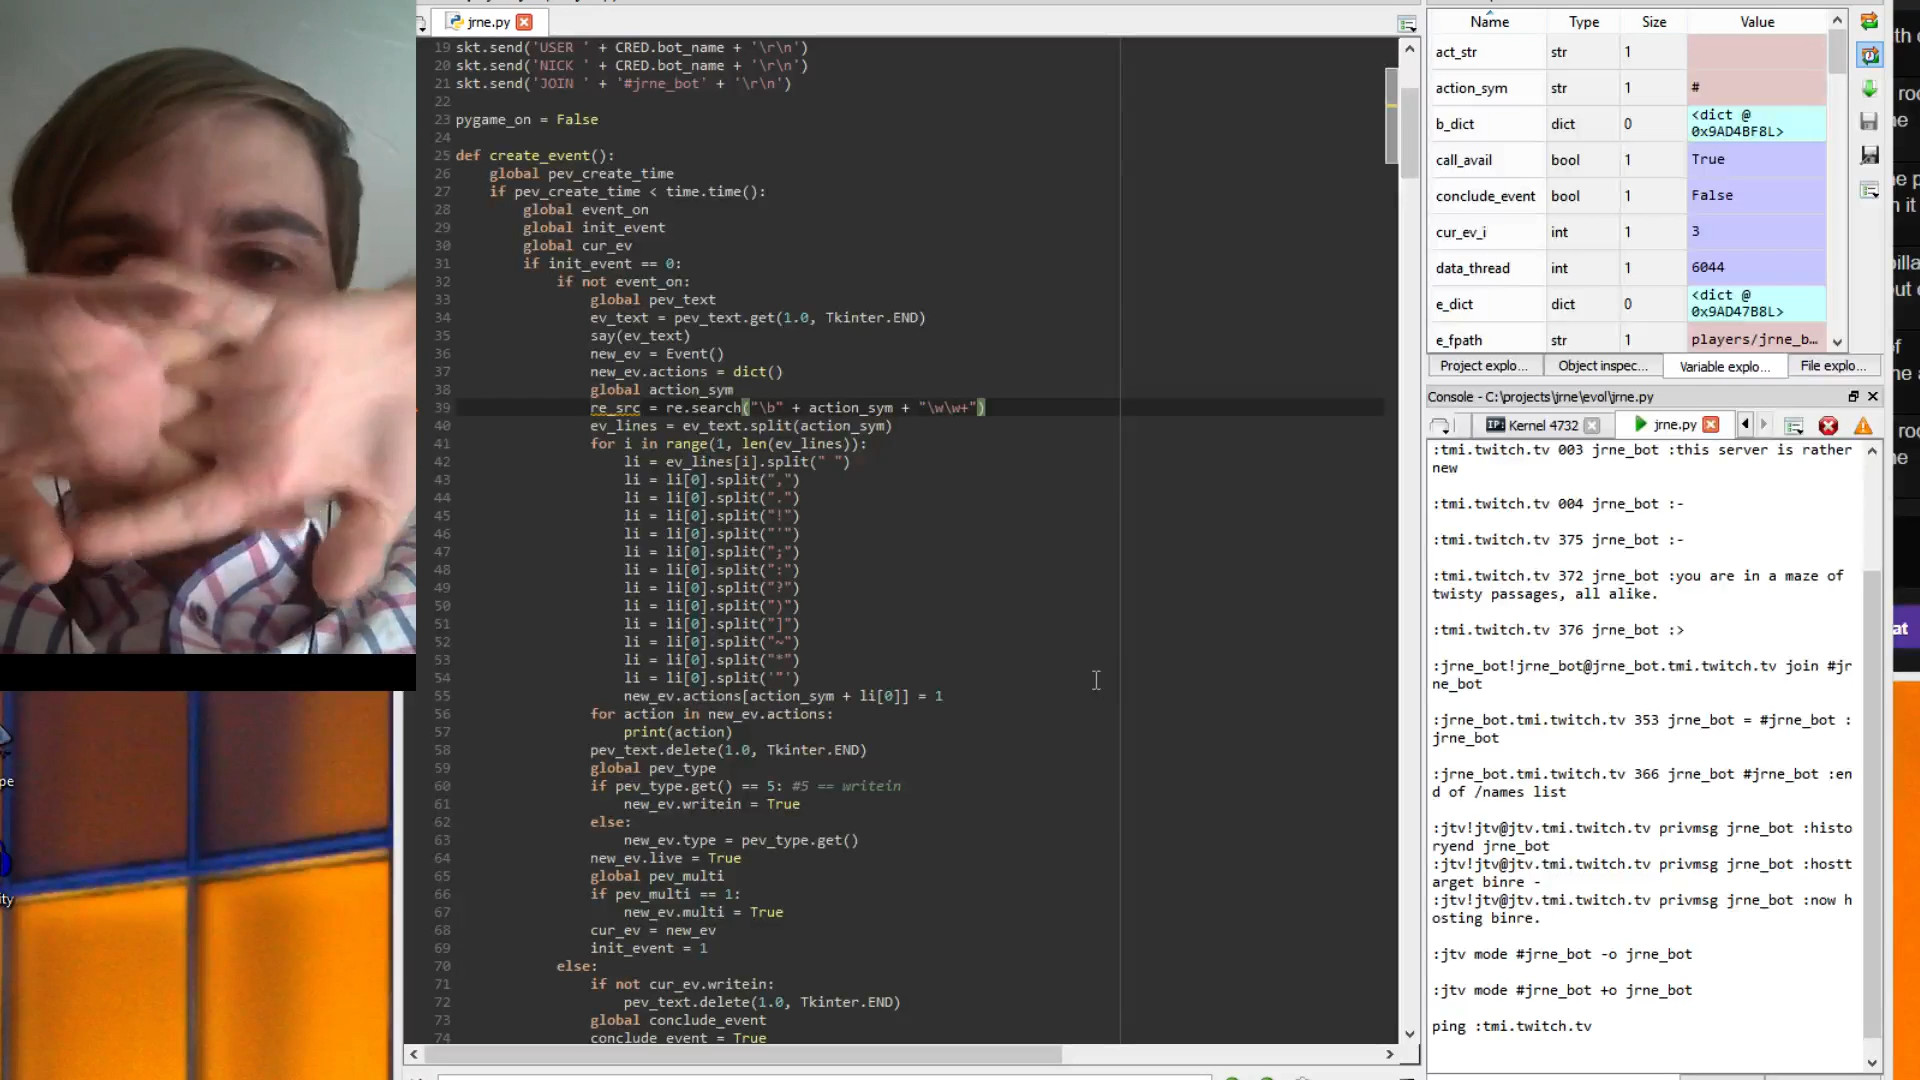 jrne.py
19 skt.send('USER ' + CRED.bot_name + '\r\n')
20 skt.send('NICK ' + CRED.bot_name + '\r\n')
21 skt.send('JOIN ' + '#jrne_bot' + '\r\n')
22
23 pygame_on = False
24
25 def create_event():
26 global pev_create_time
27 if pev_create_time < time.time():
28 global event_on
29 global init_event
30 global cur_ev
31 if init_event == 0:
32 if not event_on:
33 global pev_text
34 ev_text = pev_text.get(1.0, Tkinter.END)
35 say(ev_text)
36 new_ev = Event()
37 new_ev.actions = dict()
38 global action_sym
39 re_src = re.search("\b" + action_sym + "\w\w+")
40 ev_lines = ev_text.split(action_sym)
41 for i in range(1, len(ev_lines)):
42 li = ev_lines[i].split(" ")
43 li = li[0].split(",")
44 li = li[0].split(".")
45 li = li[0].split("!")
46 li = li[0].split("'")
47 li = li[0].split(";")
48 li = li[0].split(":")
49 li = li[0].split("?")
50 li = li[0].split(")")
51 li = li[0].split("]")
52 li = li[0].split("~")
53 li = li[0].split("*")
54 li = li[0].split('"')
55 new_ev.actions[action_sym + li[0]] = 1
56 for action in new_ev.actions:
57 print(action)
58 pev_text.delete(1.0, Tkinter.END)
59 global pev_type
60 if pev_type.get() == 5: #5 == writein
61 new_ev.writein = True
62 else:
63 new_ev.type = pev_type.get()
64 new_ev.live = True
65 global pev_multi
66 if pev_multi == 1:
67 new_ev.multi = True
68 cur_ev = new_ev
69 init_event = 1
70 else:
71 if not cur_ev.writein:
72 pev_text.delete(1.0, Tkinter.END)
73 global conclude_event
74 conclude_event = True
Name Type Size Value
act_str str 1
action_sym str 1 #
b_dict dict 0 <dict @ 0x9AD4BF8L>
call_avail bool 1 True
conclude_event bool 1 False
cur_ev_i int 1 3
data_thread int 1 6044
e_dict dict 0 <dict @ 0x9AD47B8L>
e_fpath str 1 players/jrne_b...
Project explo... Object inspec... Variable explo... File explo...
Console - C:\projects\jrne\evol\jrne.py
Kernel 4732 jrne.py
:tmi.twitch.tv 003 jrne_bot :this server is rather
new
:tmi.twitch.tv 004 jrne_bot :-
:tmi.twitch.tv 375 jrne_bot :-
:tmi.twitch.tv 372 jrne_bot :you are in a maze of
twisty passages, all alike.
:tmi.twitch.tv 376 jrne_bot :>
:jrne_bot!jrne_bot@jrne_bot.tmi.twitch.tv join #jr
ne_bot
:jrne_bot.tmi.twitch.tv 353 jrne_bot = #jrne_bot :
jrne_bot
:jrne_bot.tmi.twitch.tv 366 jrne_bot #jrne_bot :en
d of /names list
:jtv!jtv@jtv.tmi.twitch.tv privmsg jrne_bot :histo
ryend jrne_bot
:jtv!jtv@jtv.tmi.twitch.tv privmsg jrne_bot :hostt
arget binre -
:jtv!jtv@jtv.tmi.twitch.tv privmsg jrne_bot :now h
osting binre.
:jtv mode #jrne_bot -o jrne_bot
:jtv mode #jrne_bot +o jrne_bot
ping :tmi.twitch.tv